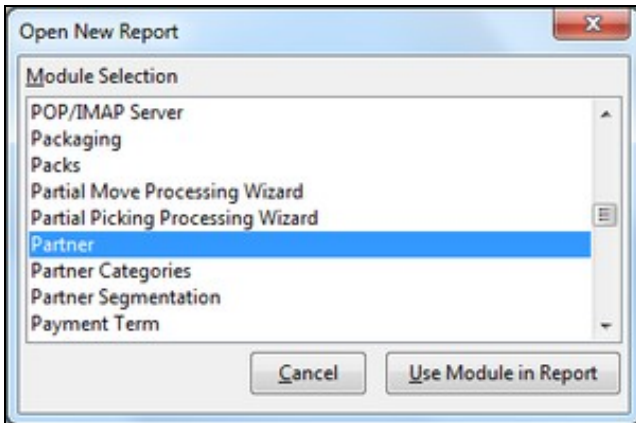 Open New Report
Module Selection
POP/IMAP Server
Packaging
Packs
Partial Move Processing Wizard
Partial Picking Processing Wizard
Partner
Partner Categories
Partner Segmentation
Payment Term
Cancel Use Module in Report